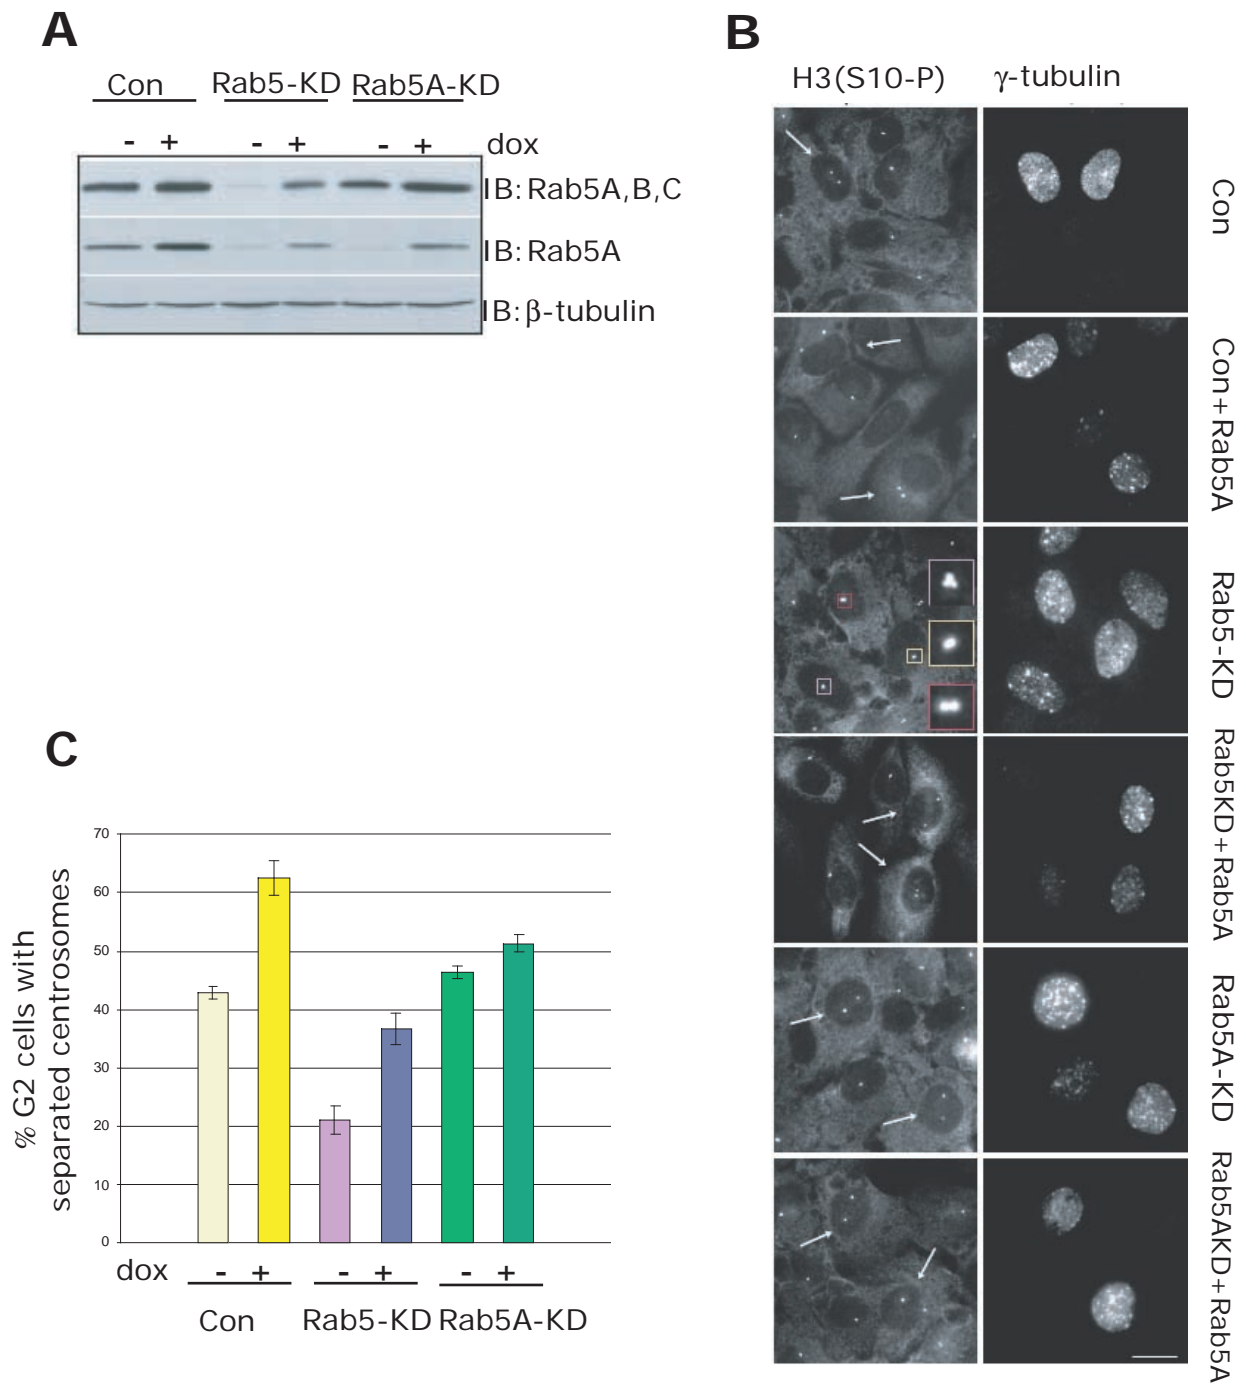 A
Con Rab5-KD Rab5A-KD
- + - + - + dox
IB: Rab5A,B,C
IB: Rab5A
IB: β-tubulin
B
H3(S10-P) γ-tubulin
Con
Con+Rab5A
Rab5-KD
Rab5KD+Rab5A
Rab5A-KD
Rab5AKD+Rab5A
C
% G2 cells with
separated centrosomes
70
60
50
40
30
20
10
0
dox - + - + - +
Con Rab5-KD Rab5A-KD